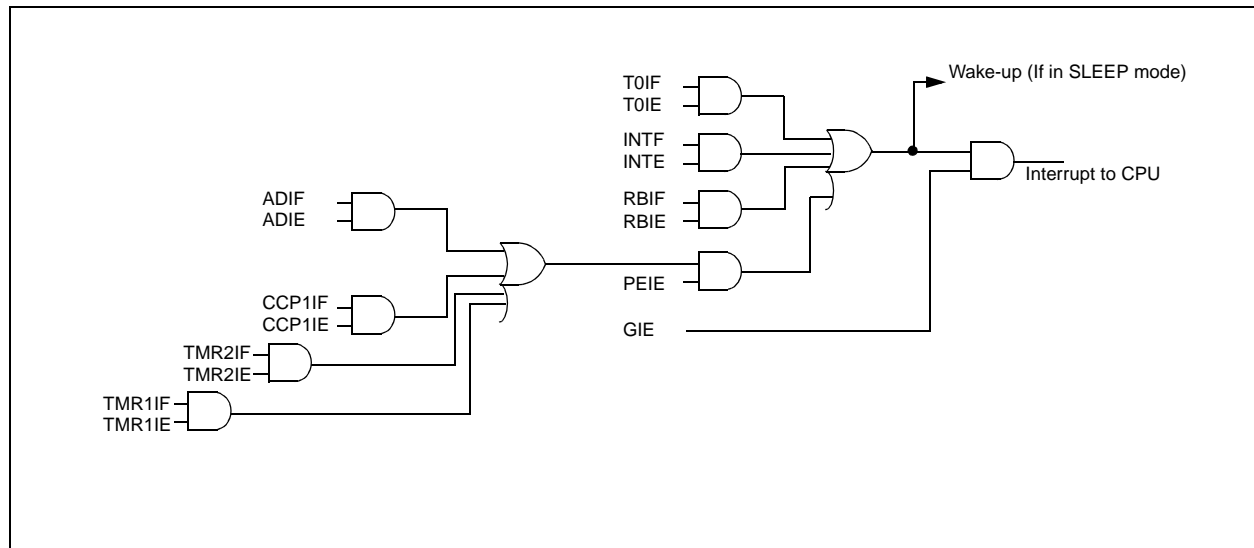 Wake-up (If in SLEEP mode)
T0IF
T0IE
INTF
INTE
Interrupt to CPU
RBIF
RBIE
ADIF
ADIE
PEIE
CCP1IF
CCP1IE
GIE
TMR2IF
TMR2IE
TMR1IF
TMR1IE